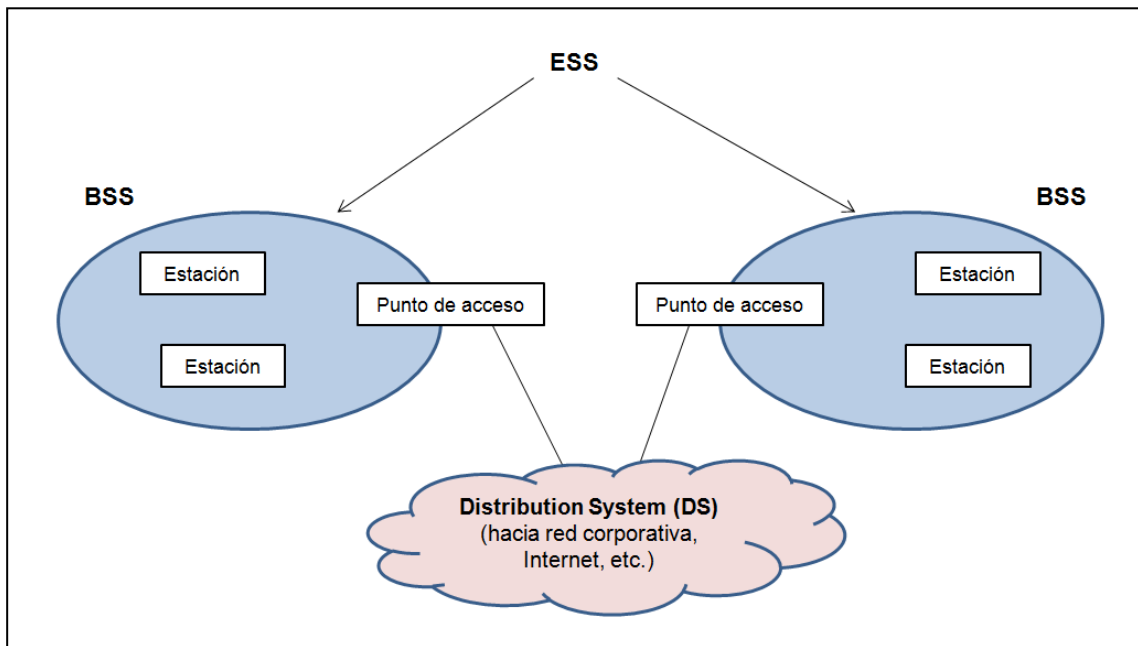 ESS
BSS
BSS
Estación
Estación
Punto de acceso
Punto de acceso
Estación
Estación
Distribution System (DS)
(hacia red corporativa,
Internet, etc.)